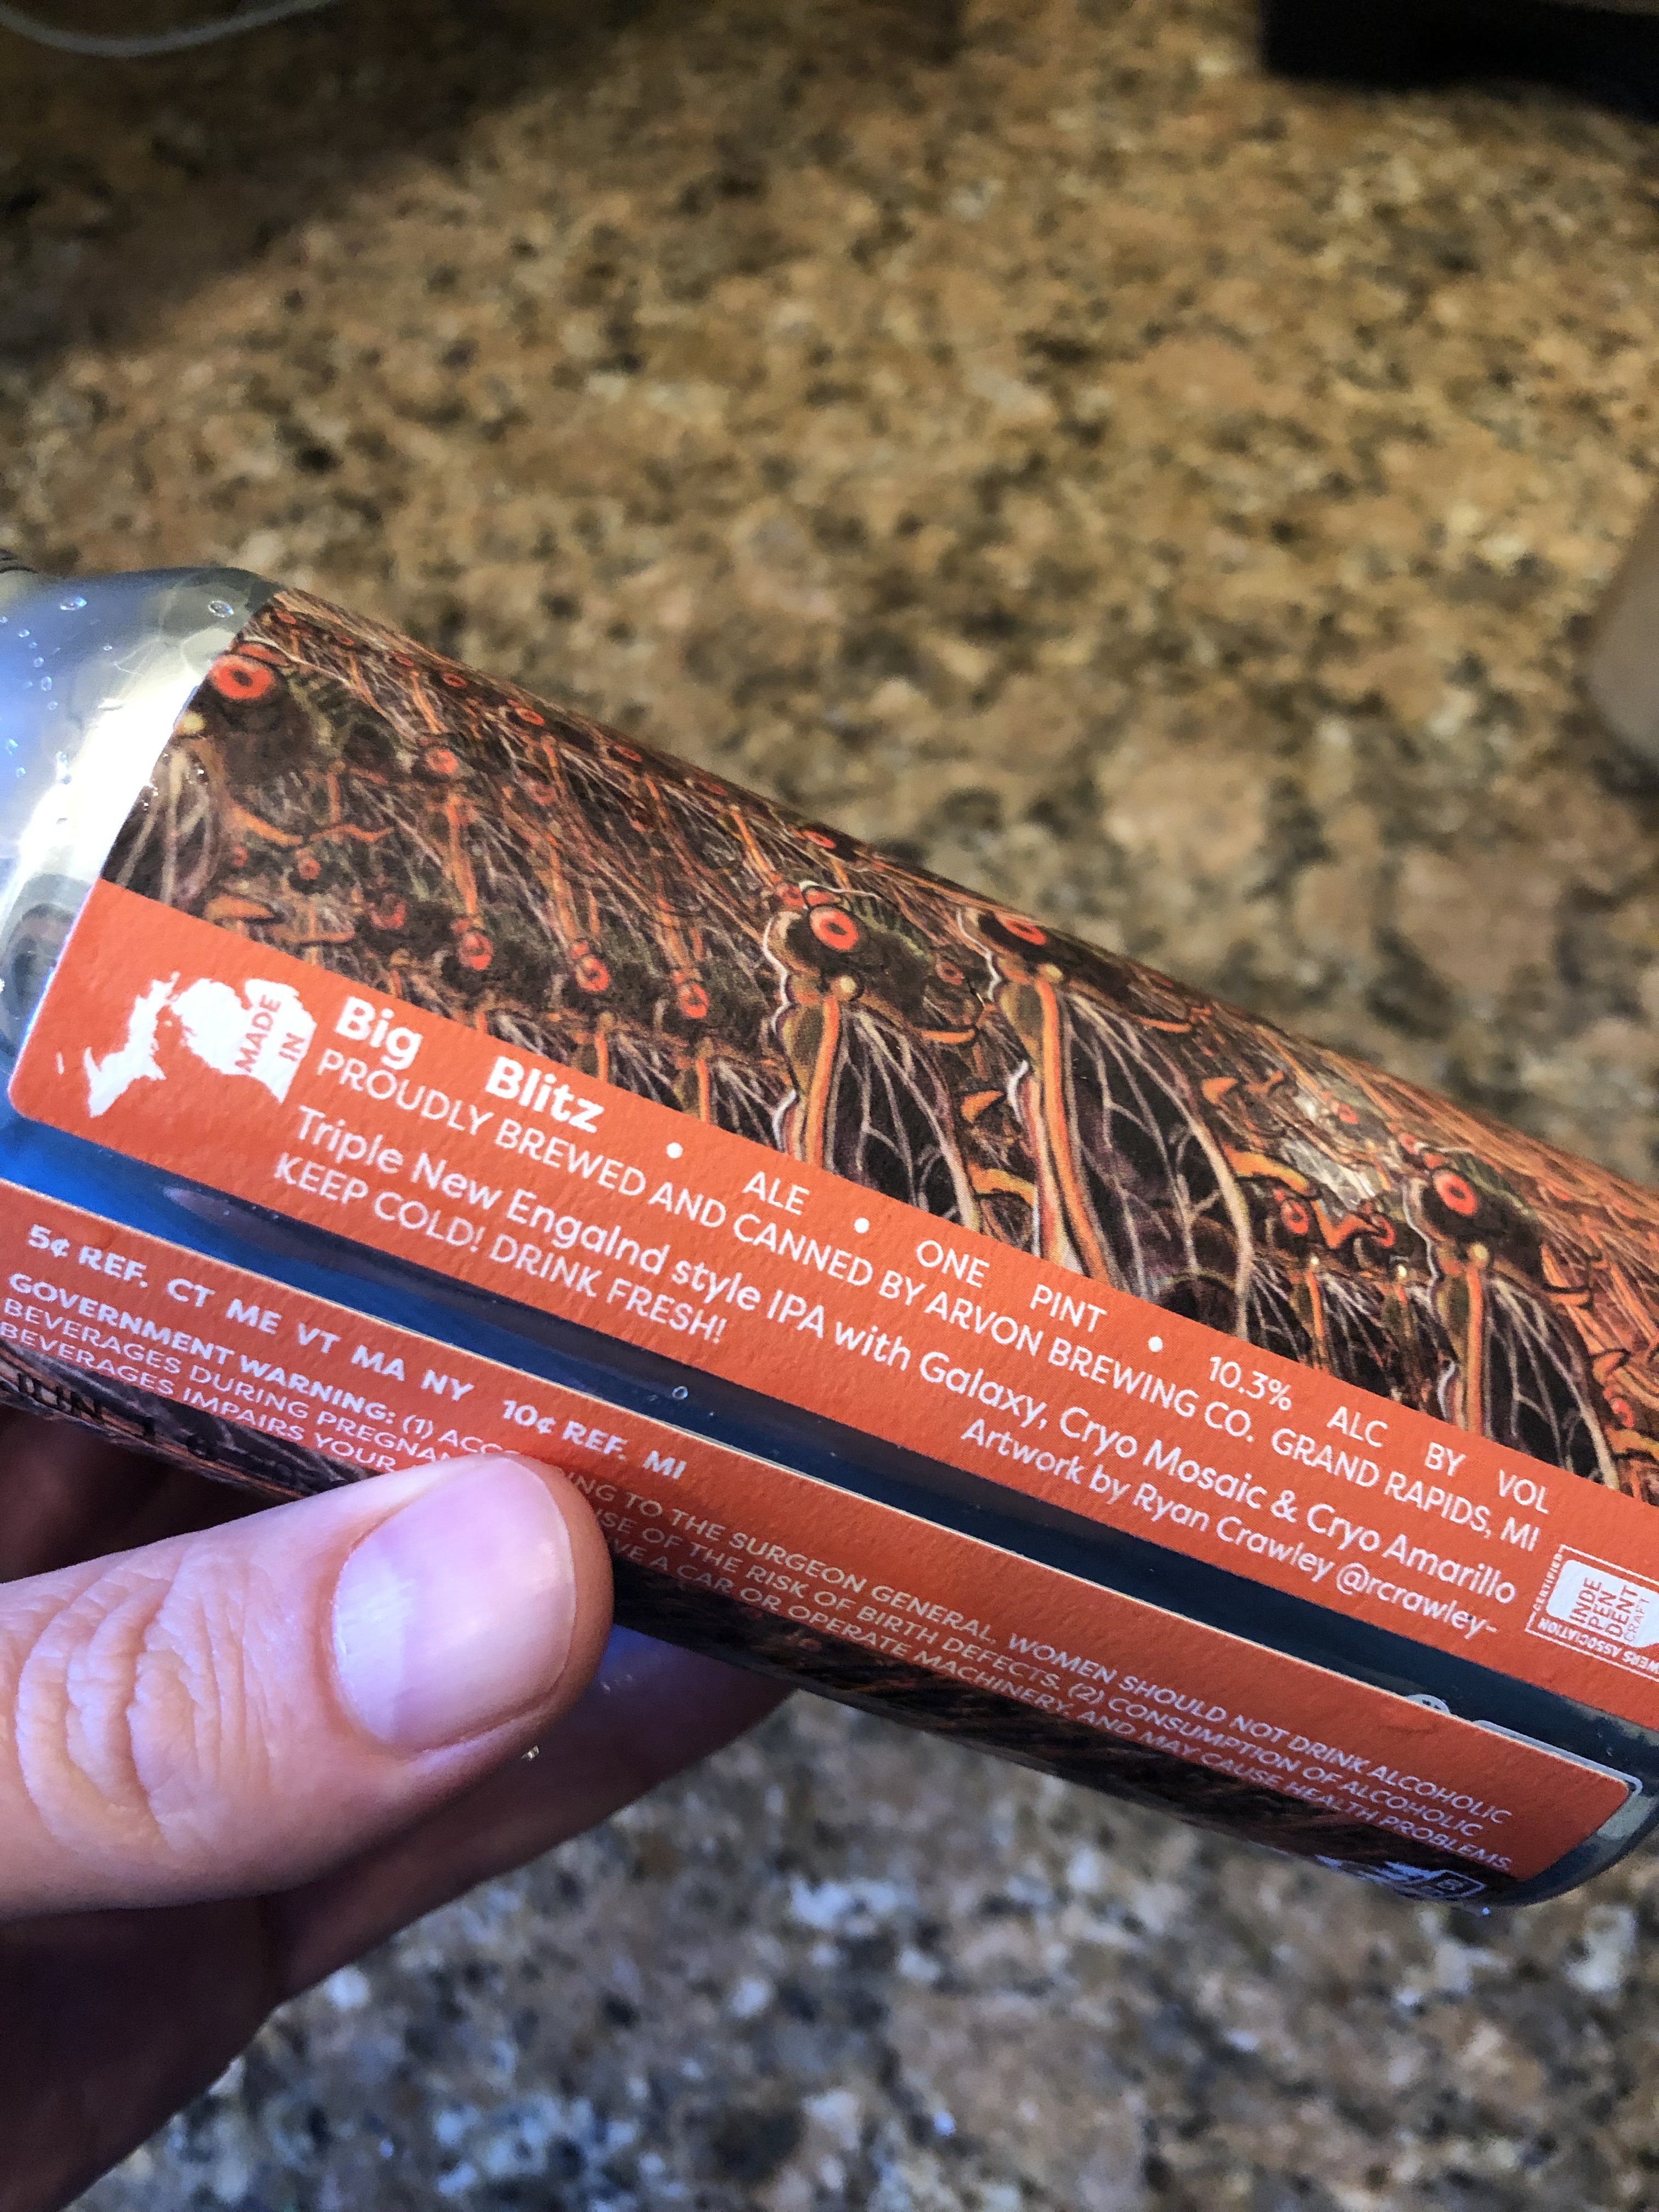 MADE
IN
Big Blitz • ALE • ONE PINT • 10.3% ALC BY VOL
PROUDLY BREWED AND CANNED BY ARVON BREWING CO. GRAND RAPIDS, MI
Triple New Engalnd style IPA with Galaxy, Cryo Mosaic & Cryo Amarillo
KEEP COLD! DRINK FRESH!
Artwork by Ryan Crawley @rcrawley-
CERTIFIED
INDE
PEN
DENT
CRAFT
ASSOCIATION
5¢ REF. CT ME VT MA NY 10¢ REF. MI
GOVERNMENT WARNING: (1) TO THE SURGEON GENERAL, WOMEN SHOULD NOT DRINK ALCOHOLIC
BEVERAGES DURING OF THE RISK OF BIRTH DEFECTS. (2) CONSUMPTION OF ALCOHOLIC
BEVERAGES IMPAIRS YOUR A CAR OR OPERATE MACHINERY, AND MAY CAUSE HEALTH PROBLEMS.
JUN